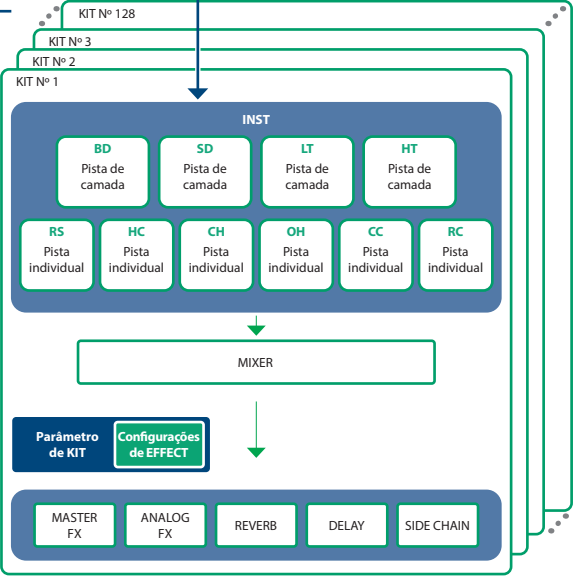 KIT Nº 128
KIT Nº 3
KIT Nº 2
KIT Nº 1
INST
BD
Pista de
camada
SD
Pista de
camada
LT
Pista de
camada
HT
Pista de
camada
RS
Pista
individual
HC
Pista
individual
CH
Pista
individual
OH
Pista
individual
CC
Pista
individual
RC
Pista
individual
MIXER
Parâmetro
de KIT
Configurações
de EFFECT
MASTER
FX
ANALOG
FX
REVERB
DELAY
SIDE CHAIN